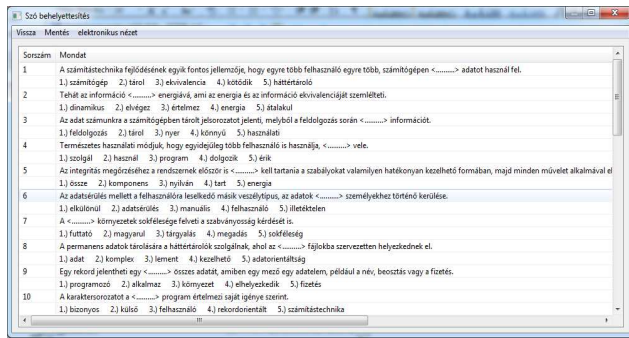 Szó behelyettesítés
Vissza Mentés elektronikus nézet
Sorszám Mondat
1 A számítástechnika fejlődésének egyik fontos jellemzője, hogy egyre több felhasználó egyre több, számítógépen <..........> adatot használ fel.
1.) számítógép 2.) tárol 3.) ekvivalencia 4.) kötődik 5.) háttértároló
2 Tehát az információ <..........> energiává, ami az energia és az információ ekvivalenciáját szemlélteti.
1.) dinamikus 2.) elvégez 3.) értelmez 4.) energia 5.) átalakul
3 Az adat számunkra a számítógépben tárolt jelsorozatot jelenti, melyből a feldolgozás során <..........> információt.
1.) feldolgozás 2.) tárol 3.) nyer 4.) könnyű 5.) használati
4 Természetes használati módjuk, hogy egyidejűleg több felhasználó is használja, <..........> vele.
1.) szolgál 2.) használ 3.) program 4.) dolgozik 5.) érik
5 Az integritás megőrzéséhez a rendszernek először is <..........> kell tartania a szabályokat valamilyen hatékonyan kezelhető formában, majd minden művelet alkalmával el
1.) össze 2.) komponens 3.) nyilván 4.) tart 5.) energia
6 Az adatsérülés mellett a felhasználóra leselkedő másik veszélytípus, az adatok <..........> személyekhez történő kerülése.
1.) elkülönül 2.) adatsérülés 3.) manuális 4.) felhasználó 5.) illetéktelen
7 A <..........> környezetek sokfélesége felveti a szabványosság kérdését is.
1.) futtató 2.) magyarul 3.) tárgyalás 4.) megadás 5.) sokféleség
8 A permanens adatok tárolására a háttértárolók szolgálnak, ahol az <..........> fájlokba szervezetten helyezkednek el.
1.) adat 2.) komplex 3.) lement 4.) kezelhető 5.) adatorientáltság
9 Egy rekord jelentheti egy <..........> összes adatát, amiben egy mező egy adatelem, például a név, beosztás vagy a fizetés.
1.) programozó 2.) alkalmaz 3.) környezet 4.) elhelyezkedik 5.) fizetés
10 A karaktersorozatot a <..........> program értelmezi saját igénye szerint.
1.) bizonyos 2.) külső 3.) felhasználó 4.) rekordorientált 5.) számítástechnika